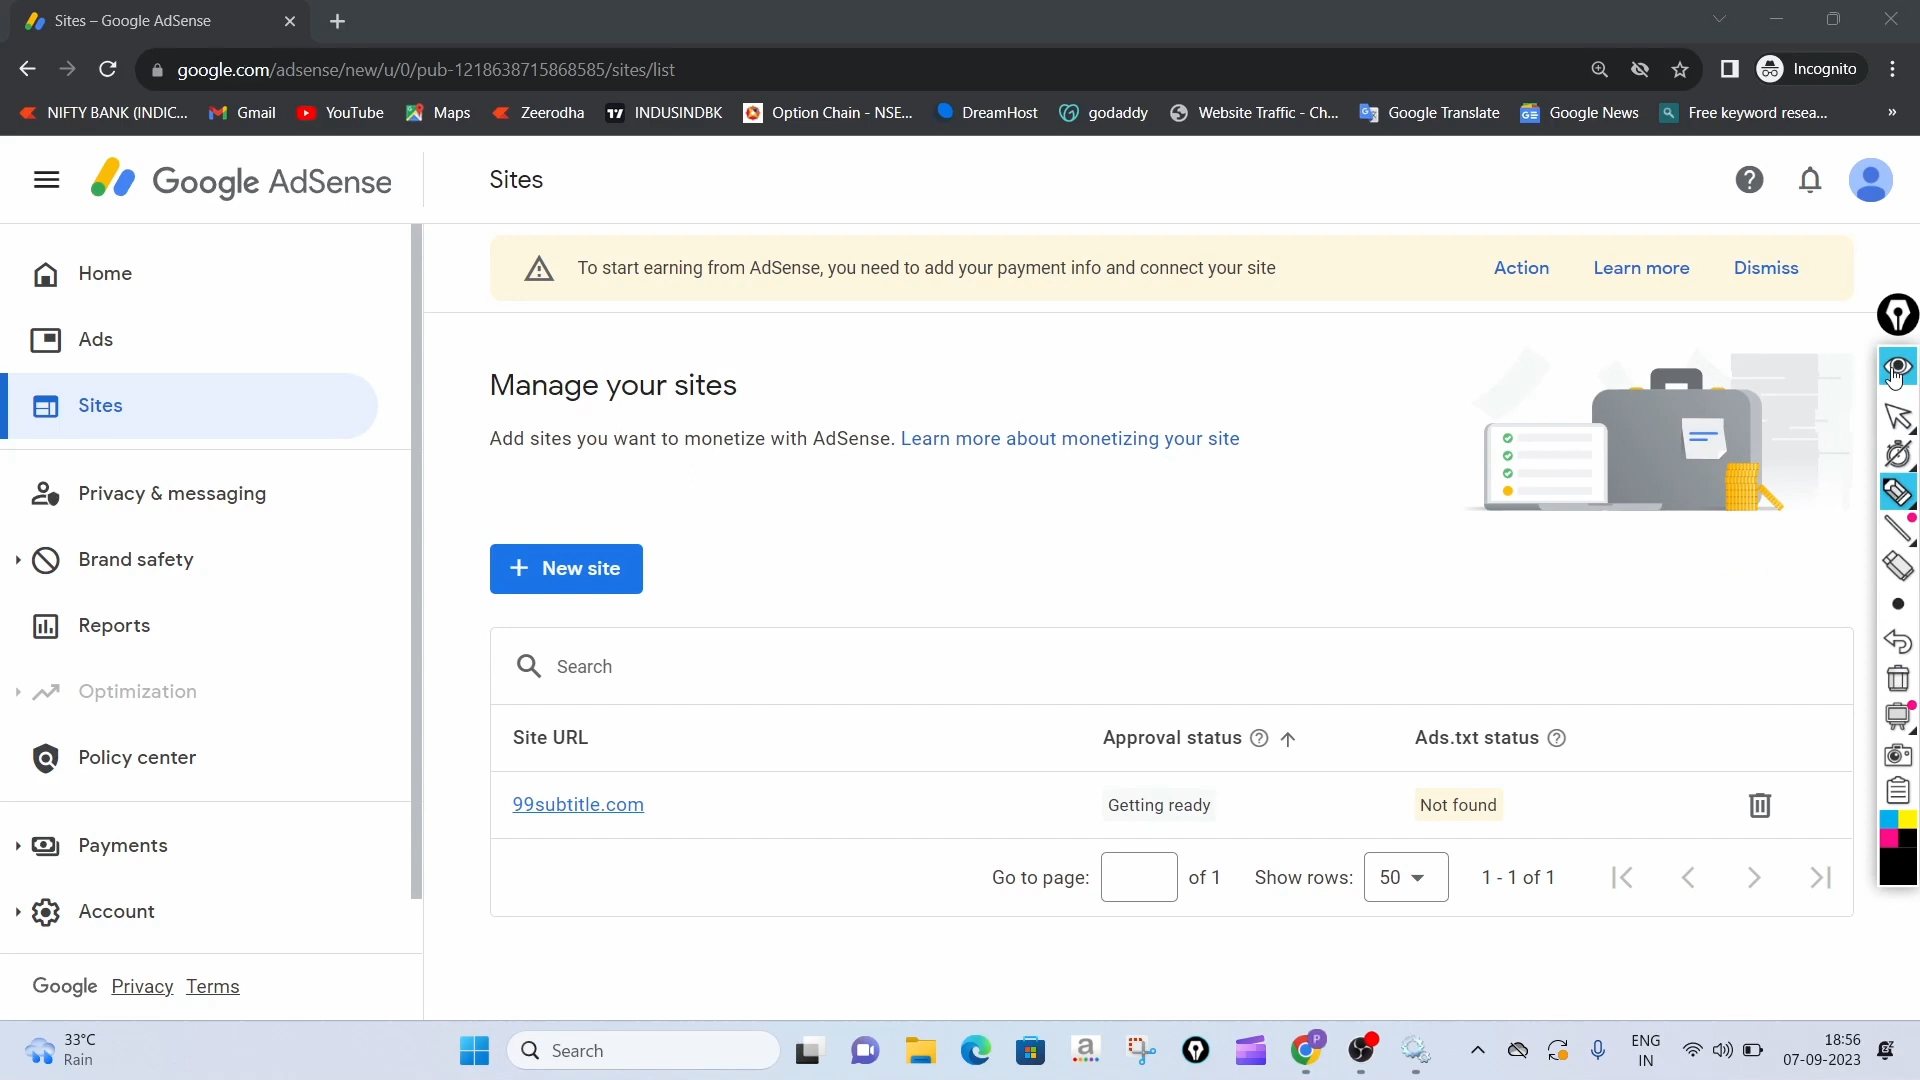 Sites – Google AdSense
google.com/adsense/new/u/0/pub-1218638715868585/sites/list
Incognito
NIFTY BANK (INDIC...
Gmail
YouTube
Maps
Zeerodha
INDUSINDBK
Option Chain - NSE...
DreamHost
godaddy
Website Traffic - Ch...
Google Translate
Google News
Free keyword resea...
»
Google AdSense
Sites
Home
Ads
Sites
Privacy & messaging
Brand safety
Reports
Optimization
Policy center
Payments
Account
Google Privacy Terms
To start earning from AdSense, you need to add your payment info and connect your site
Action
Learn more
Dismiss
Manage your sites
Add sites you want to monetize with AdSense. Learn more about monetizing your site
+ New site
Search
Site URL
Approval status
Ads.txt status
99subtitle.com
Getting ready
Not found
Go to page:
of 1
Show rows:
50
1 - 1 of 1
33°C
Rain
Search
ENG
IN
18:56
07-09-2023